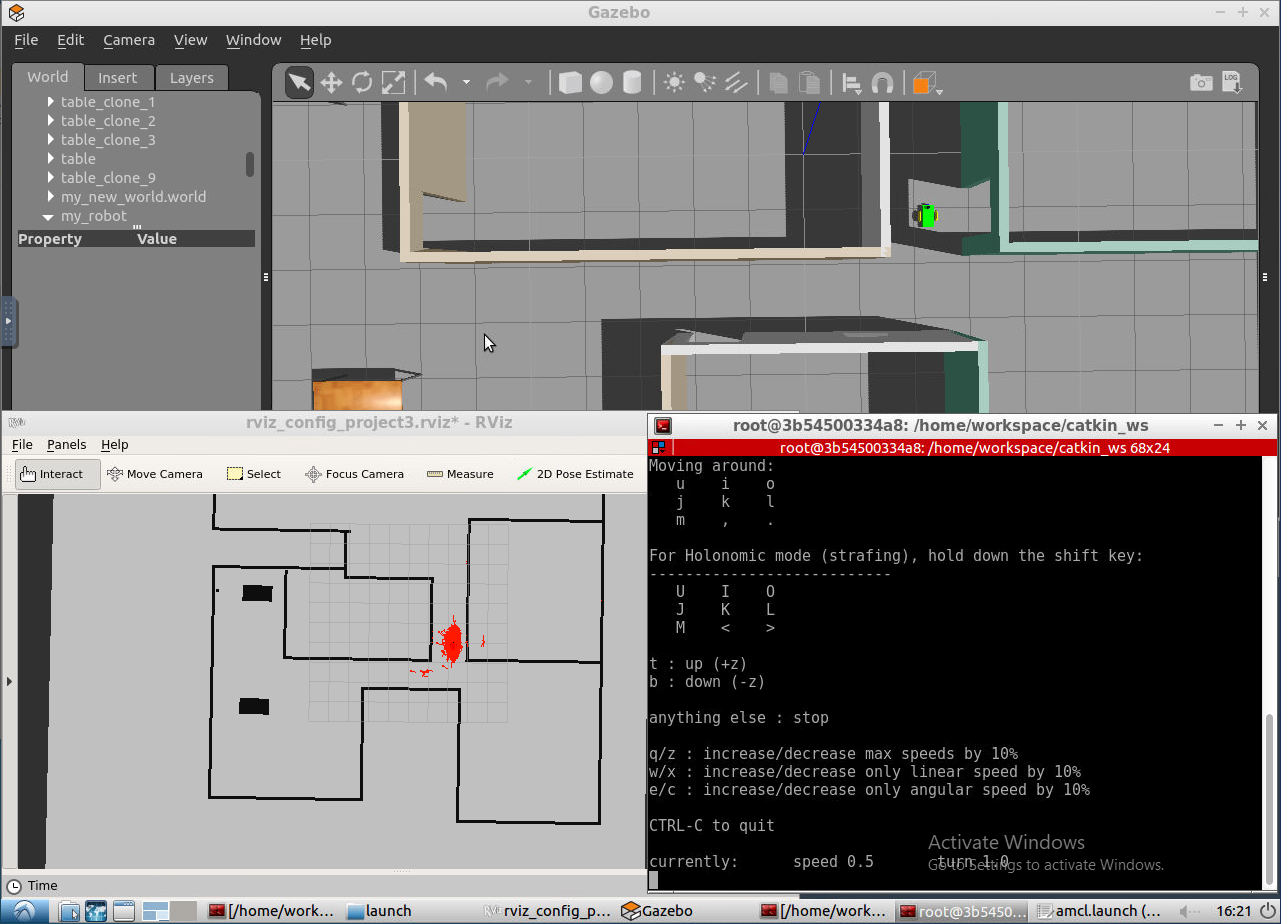 Gazebo
File Edit Camera View Window Help
World Insert Layers
table_clone_1
table_clone_2
table_clone_3
table
table_clone_9
my_new_world.world
my_robot
Property Value
LOG
rviz_config_project3.rviz* - RViz
File Panels Help
Interact Move Camera Select Focus Camera Measure 2D Pose Estimate
Time
root@3b54500334a8: /home/workspace/catkin_ws
root@3b54500334a8: /home/workspace/catkin_ws 68x24
Moving around:
u i o
j k l
m , .
For Holonomic mode (strafing), hold down the shift key:
---------------------------
U I O
J K L
M < >
t : up (+z)
b : down (-z)
anything else : stop
q/z : increase/decrease max speeds by 10%
w/x : increase/decrease only linear speed by 10%
e/c : increase/decrease only angular speed by 10%
CTRL-C to quit
currently: speed 0.5 turn 1.0
Activate Windows
Go to Settings to activate Windows.
[/home/work... launch rviz_config_p... Gazebo [/home/work... root@3b5450... amcl.launch (... 16:21